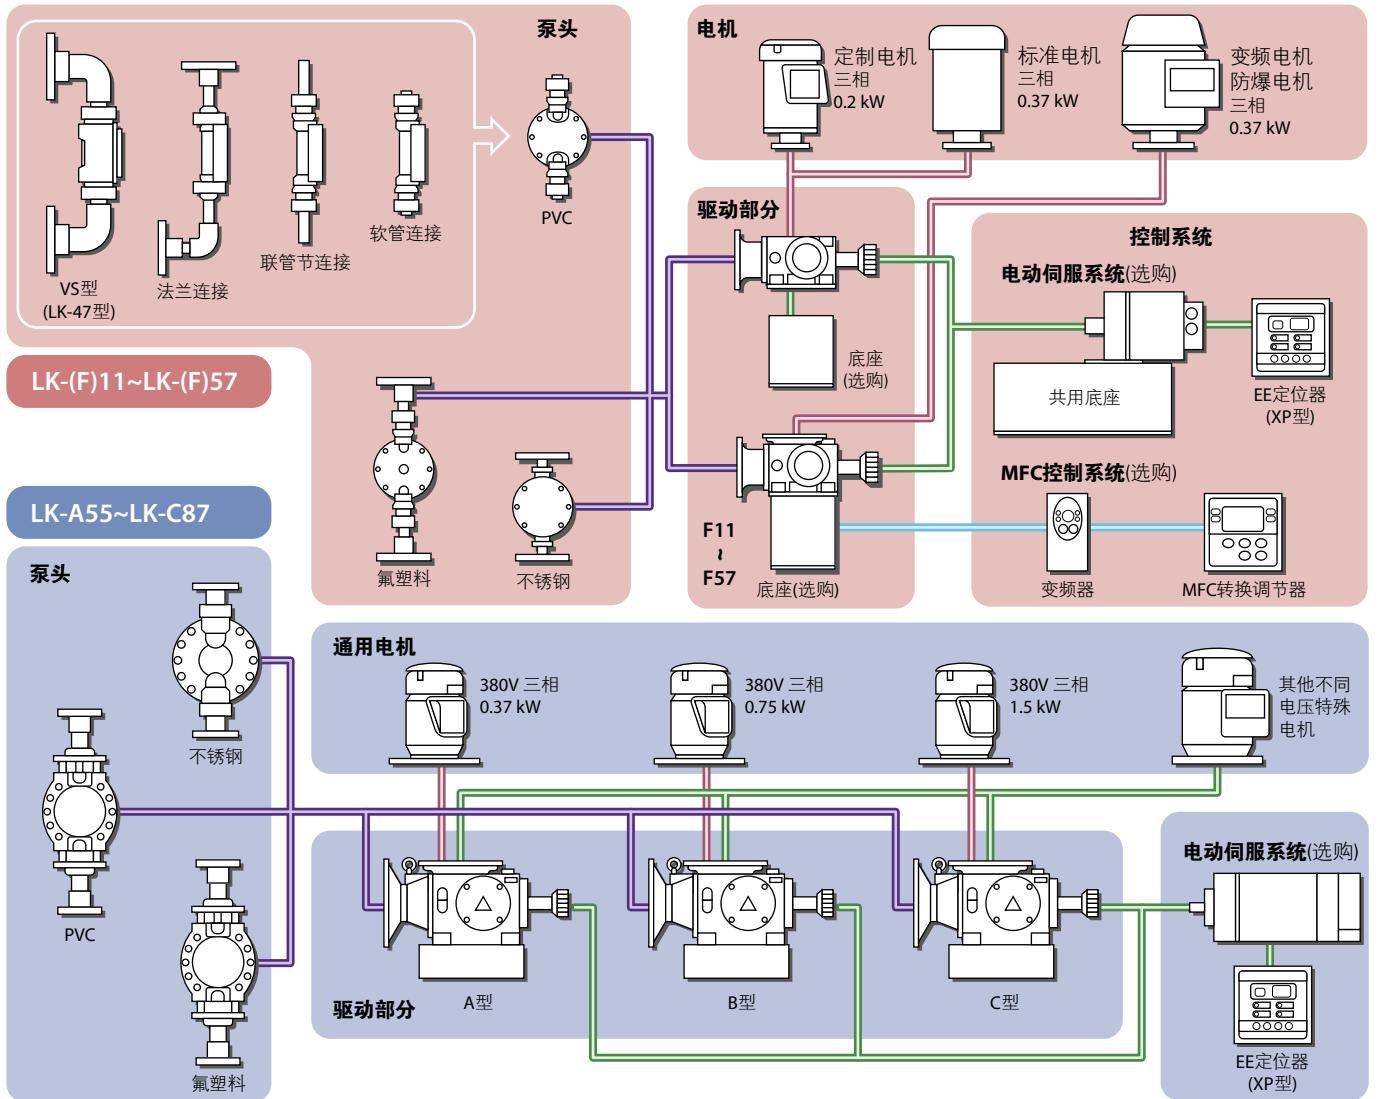 泵头
VS型
(LK-47型)
法兰连接
联管节连接
软管连接
PVC
氟塑料
不锈钢
LK-(F)11~LK-(F)57
电机
定制电机
三相
0.2 kW
标准电机
三相
0.37 kW
变频电机
防爆电机
三相
0.37 kW
驱动部分
底座
(选购)
F11
~
F57
底座(选购)
控制系统
电动伺服系统(选购)
共用底座
EE定位器
(XP型)
MFC控制系统(选购)
变频器
MFC转换调节器
LK-A55~LK-C87
泵头
不锈钢
PVC
氟塑料
通用电机
380V 三相
0.37 kW
380V 三相
0.75 kW
380V 三相
1.5 kW
其他不同
电压特殊
电机
驱动部分
A型
B型
C型
电动伺服系统(选购)
EE定位器
(XP型)